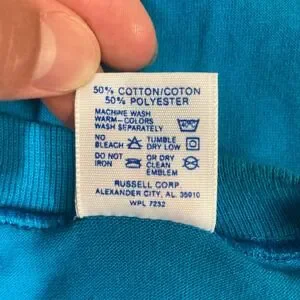 50% COTTON/COTON
50% POLYESTER
MACHINE WASH
WARM-COLORS
WASH SEPARATELY
NO BLEACH TUMBLE DRY LOW
DO NOT IRON OR DRY CLEAN EMBLEM
RUSSELL CORP.
ALEXANDER CITY, AL. 35010
WPL 7252